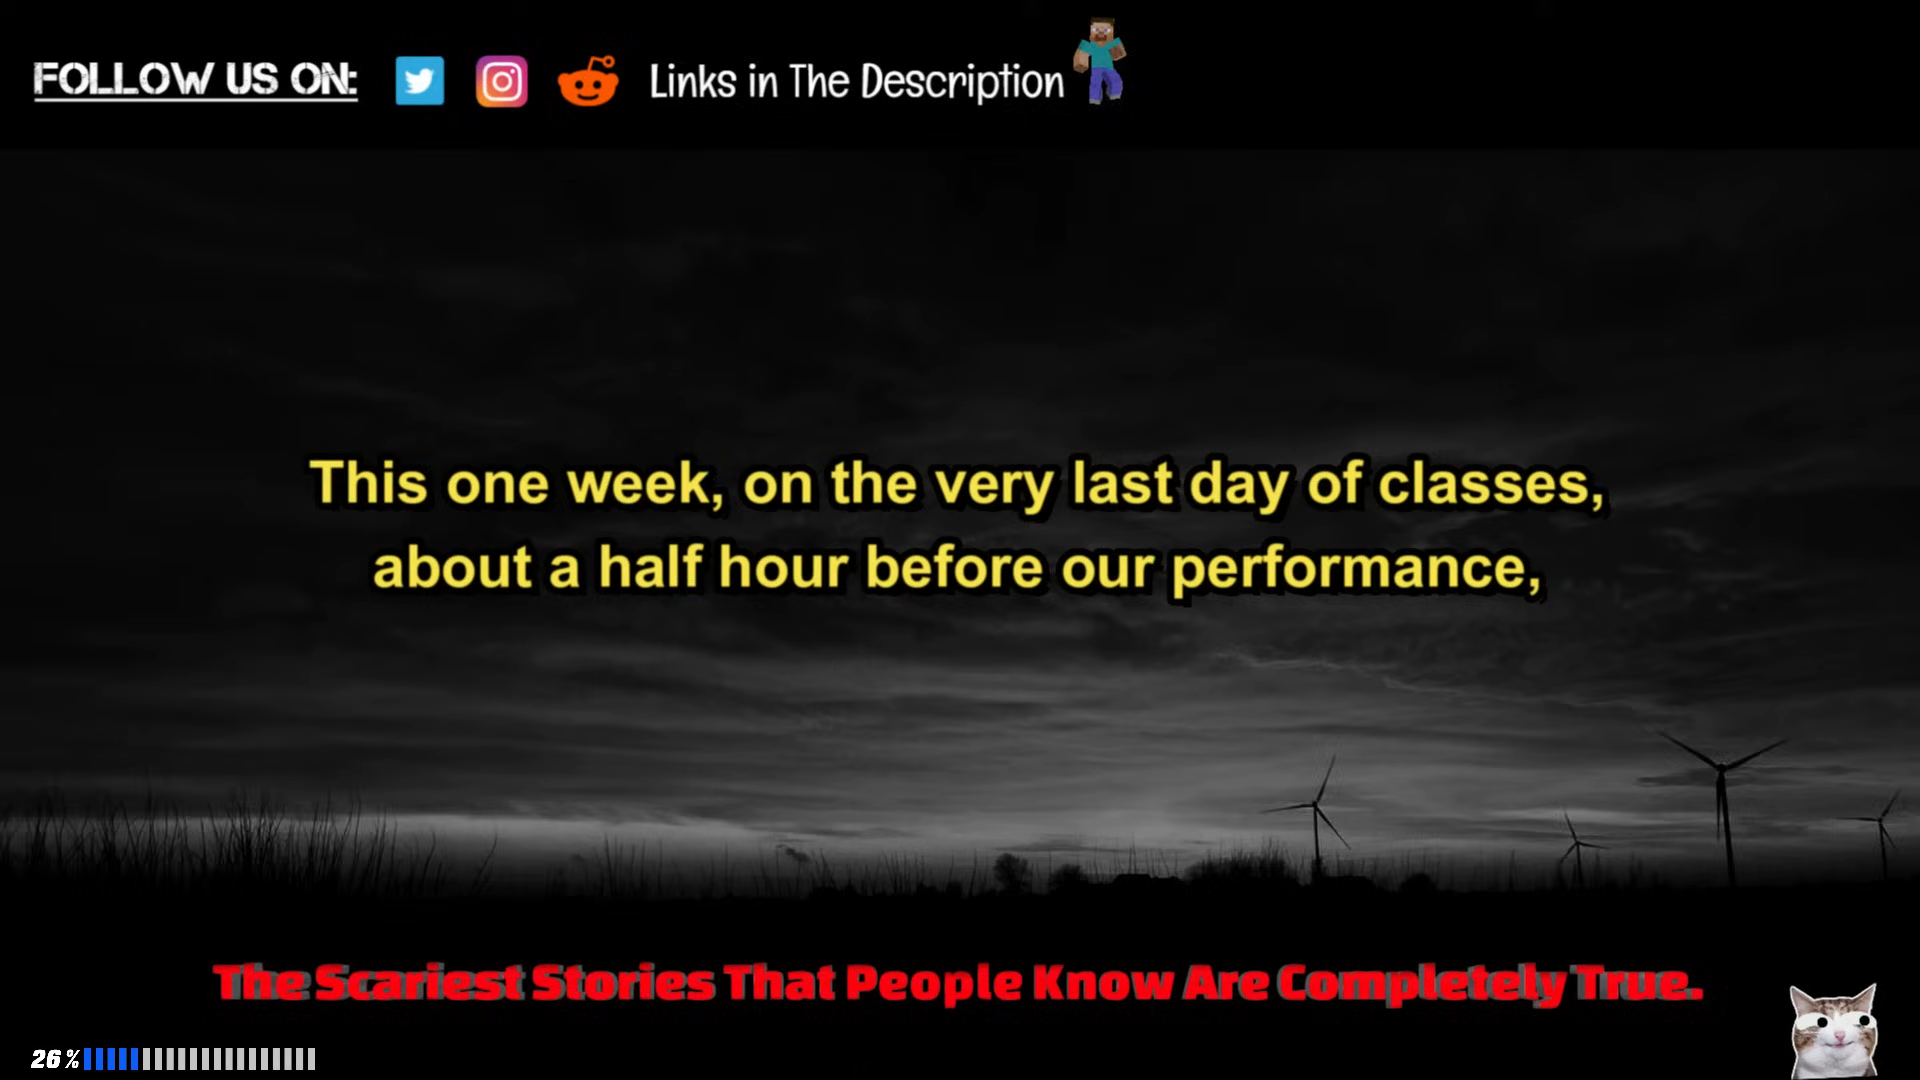 FOLLOW US ON: Links in The Description
This one week, on the very last day of classes,
about a half hour before our performance,
The Scariest Stories That People Know Are Completely True.
26%